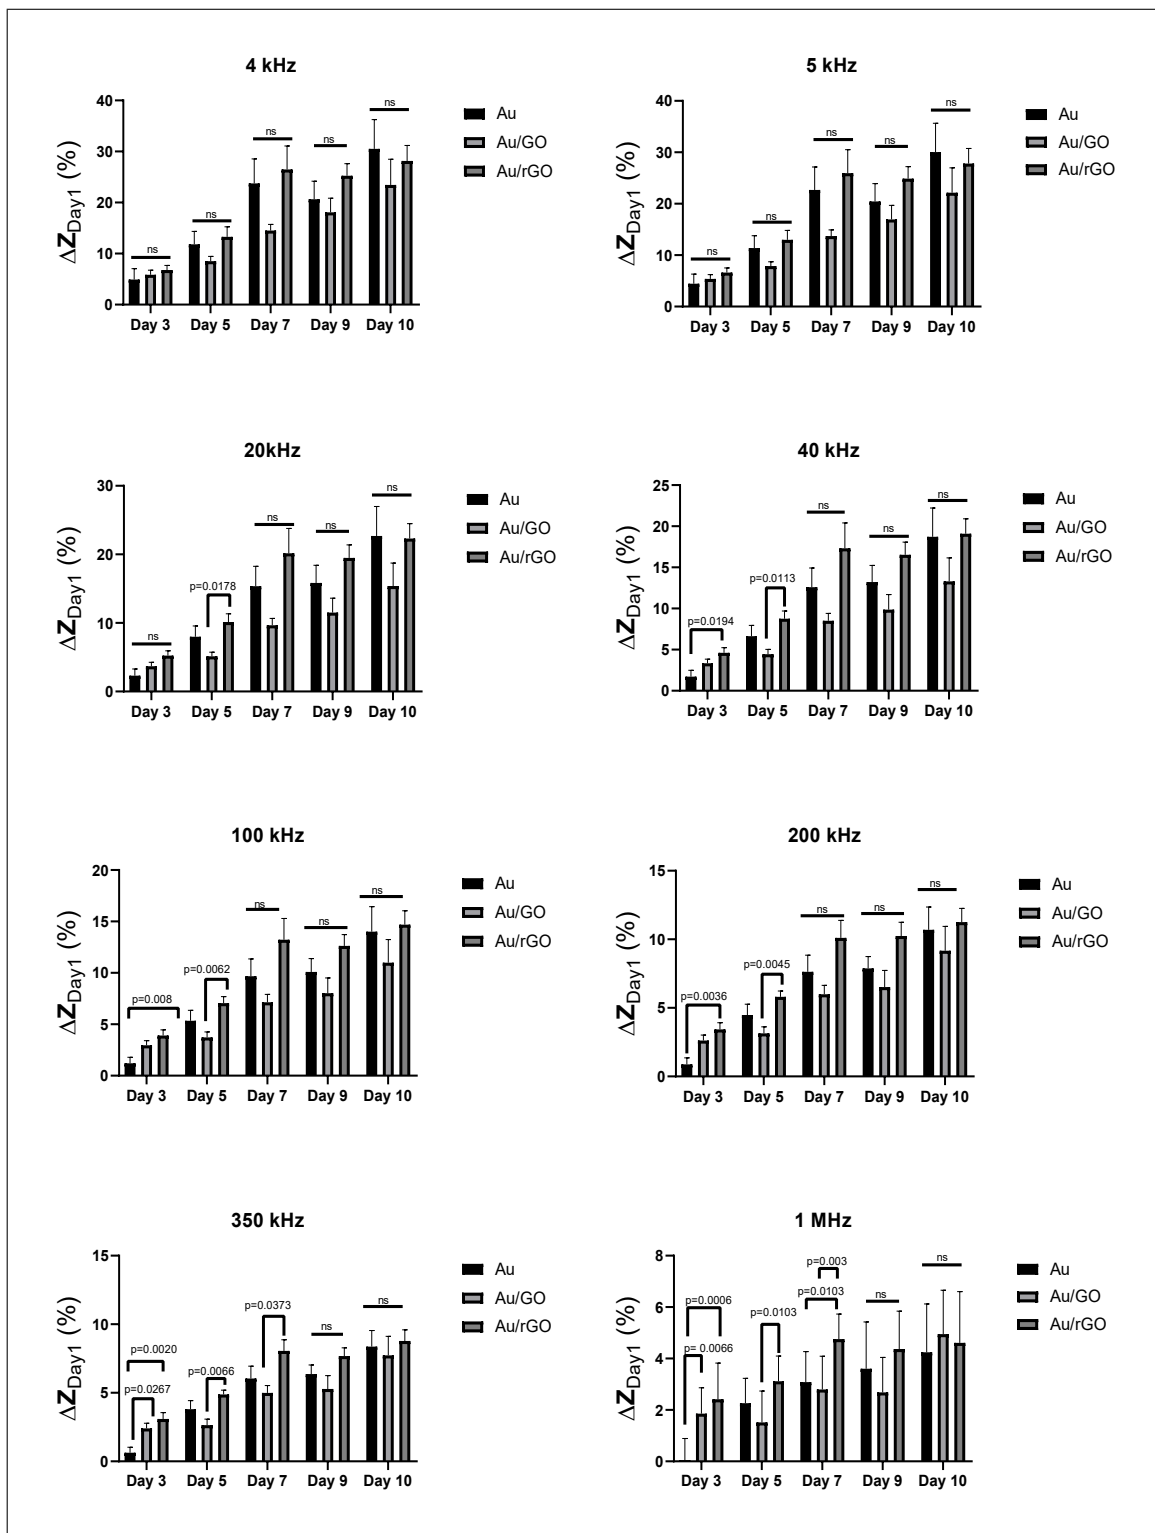 4 kHz
ΔZDay1 (%)
40
30
20
10
0
ns
ns
ns
ns
ns
Day 3 Day 5 Day 7 Day 9 Day 10
Au
Au/GO
Au/rGO
5 kHz
ΔZDay1 (%)
40
30
20
10
0
ns
ns
ns
ns
ns
Day 3 Day 5 Day 7 Day 9 Day 10
Au
Au/GO
Au/rGO
20kHz
ΔZDay1 (%)
30
20
10
0
ns
p=0.0178
ns
ns
ns
Day 3 Day 5 Day 7 Day 9 Day 10
Au
Au/GO
Au/rGO
40 kHz
ΔZDay1 (%)
25
20
15
10
5
0
p=0.0194
p=0.0113
ns
ns
ns
Day 3 Day 5 Day 7 Day 9 Day 10
Au
Au/GO
Au/rGO
100 kHz
ΔZDay1 (%)
20
15
10
5
0
p=0.008
p=0.0062
ns
ns
ns
Day 3 Day 5 Day 7 Day 9 Day 10
Au
Au/GO
Au/rGO
200 kHz
ΔZDay1 (%)
15
10
5
0
p=0.0036
p=0.0045
ns
ns
ns
Day 3 Day 5 Day 7 Day 9 Day 10
Au
Au/GO
Au/rGO
350 kHz
ΔZDay1 (%)
15
10
5
0
p=0.0020
p=0.0267
p=0.0066
p=0.0373
ns
ns
Day 3 Day 5 Day 7 Day 9 Day 10
Au
Au/GO
Au/rGO
1 MHz
ΔZDay1 (%)
8
6
4
2
0
p=0.0006
p= 0.0066
p=0.0103
p=0.003
p=0.0103
ns
ns
Day 3 Day 5 Day 7 Day 9 Day 10
Au
Au/GO
Au/rGO